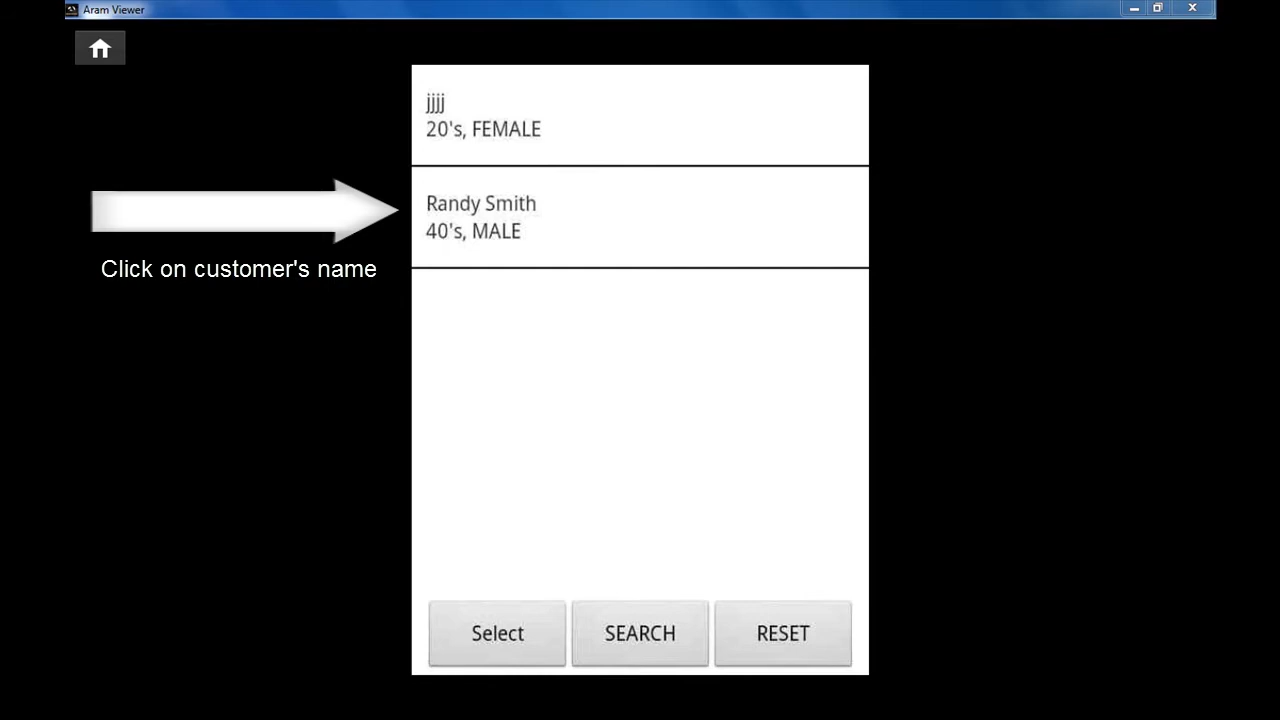 Aram Viewer
jjjj
20's, FEMALE
Randy Smith
40's, MALE
Click on customer's name
Select SEARCH RESET